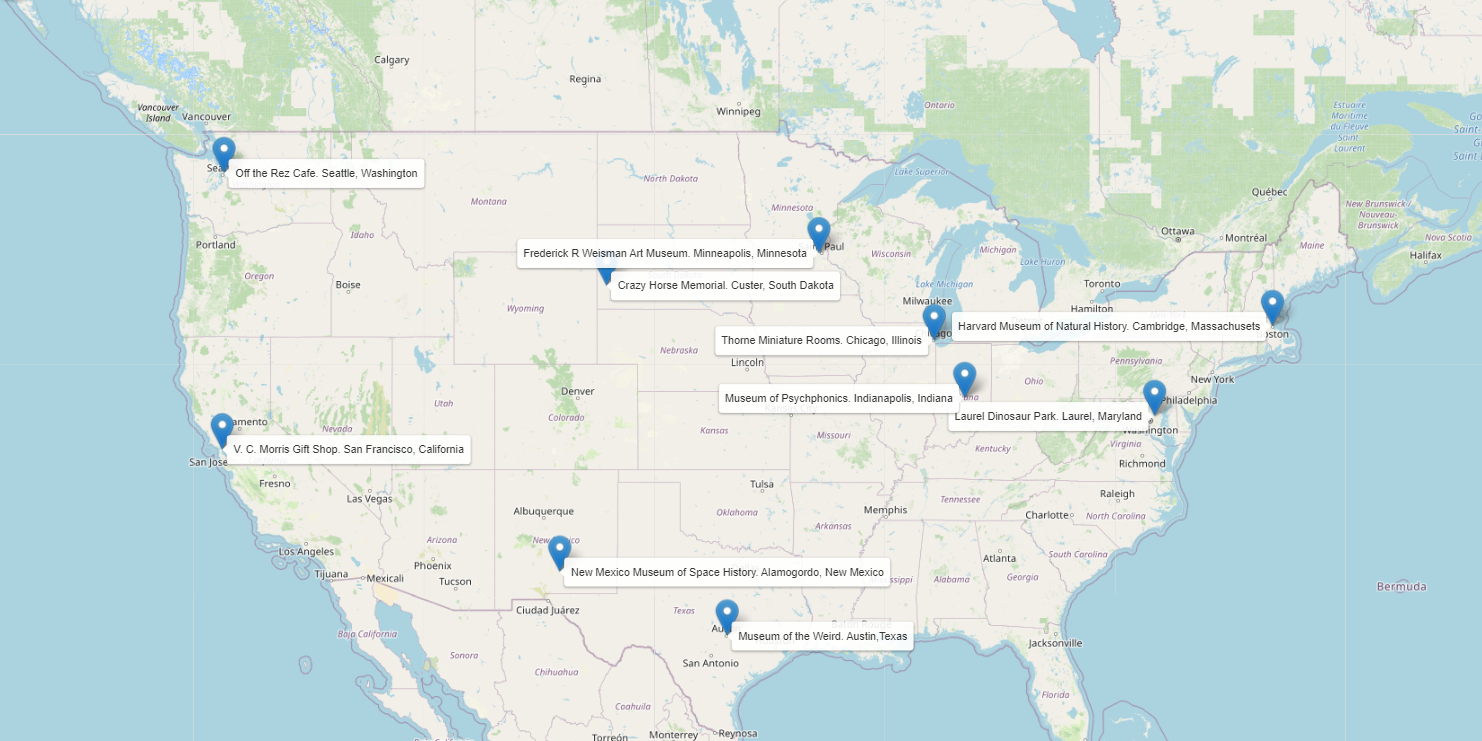 Calgary
Regina
Vancouver
Island
Vancouver
Winnipeg
Ontario
Estuaire
maritime
du Fleuve
Saint
Laurent
Off the Rez Cafe. Seattle, Washington
North Dakota
Montana
Minnesota
Lake Superior
Québec
New Brunswick /
Nouveau-
Brunswick
Nova Scotia
Halifax
Maine
Ottawa
Montréal
Portland
Idaho
Oregon
Boise
Wyoming
Paul
Frederick R Weisman Art Museum. Minneapolis, Minnesota
Crazy Horse Memorial. Custer, South Dakota
Wisconsin
Michigan
Lake Huron
Lake Michigan
Toronto
Hamilton
Milwaukee
Harvard Museum of Natural History. Cambridge, Massachusets
oston
Thorne Miniature Rooms. Chicago, Illinois
Nebraska
Lincoln
Pennsylvania
New York
Ohio
Philadelphia
Museum of Psychphonics. Indianapolis, Indiana
Laurel Dinosaur Park. Laurel, Maryland
Washington
Denver
Utah
Colorado
Nevada
amento
V. C. Morris Gift Shop. San Francisco, California
San Jose
Kansas
Missouri
Kentucky
Virginia
Richmond
Fresno
Las Vegas
Tulsa
Albuquerque
Oklahoma
Memphis
Arkansas
Tennessee
Raleigh
Charlotte
North Carolina
Los Angeles
Arizona
Phoenix
Tucson
Tijuana
Mexicali
New Mexico Museum of Space History. Alamogordo, New Mexico
ssippi
Alabama
Atlanta
Georgia
South Carolina
Bermuda
Ciudad Juárez
Texas
Museum of the Weird. Austin,Texas
Baton Rouge
San Antonio
Jacksonville
Florida
Baja California
Sonora
Chihuahua
Coahuila
Torreón
Monterrey
Reynosa